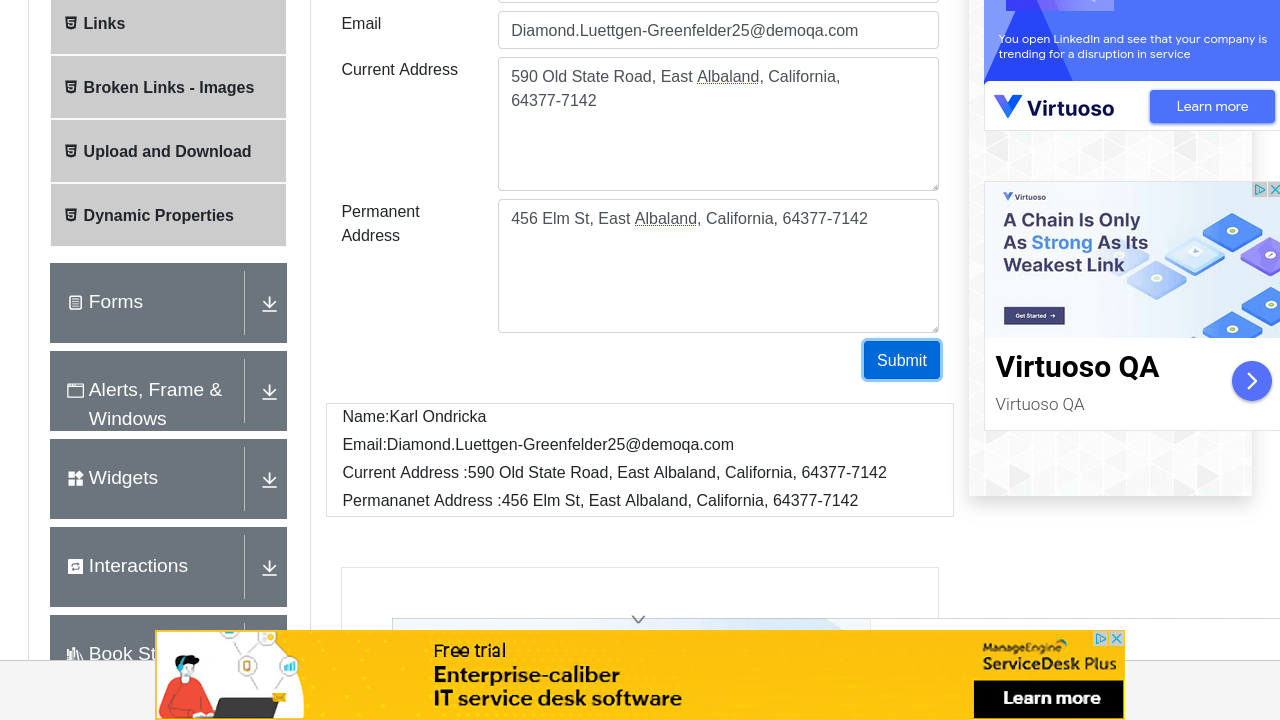 Links
Broken Links - Images
Upload and Download
Dynamic Properties
Forms
Alerts, Frame &
Windows
Widgets
Interactions
Book St
Email
Diamond.Luettgen-Greenfelder25@demoqa.com
Current Address
590 Old State Road, East Albaland, California,
64377-7142
Permanent
Address
456 Elm St, East Albaland, California, 64377-7142
Submit
Name:Karl Ondricka
Email:Diamond.Luettgen-Greenfelder25@demoqa.com
Current Address :590 Old State Road, East Albaland, California, 64377-7142
Permananet Address :456 Elm St, East Albaland, California, 64377-7142
You open LinkedIn and see that your company is
trending for a disruption in service
Virtuoso
Learn more
Virtuoso
A Chain Is Only
As Strong As Its
Weakest Link
Get Started
Virtuoso QA
Virtuoso QA
Free trial
Enterprise-caliber
IT service desk software
ManageEngine
ServiceDesk Plus
Learn more